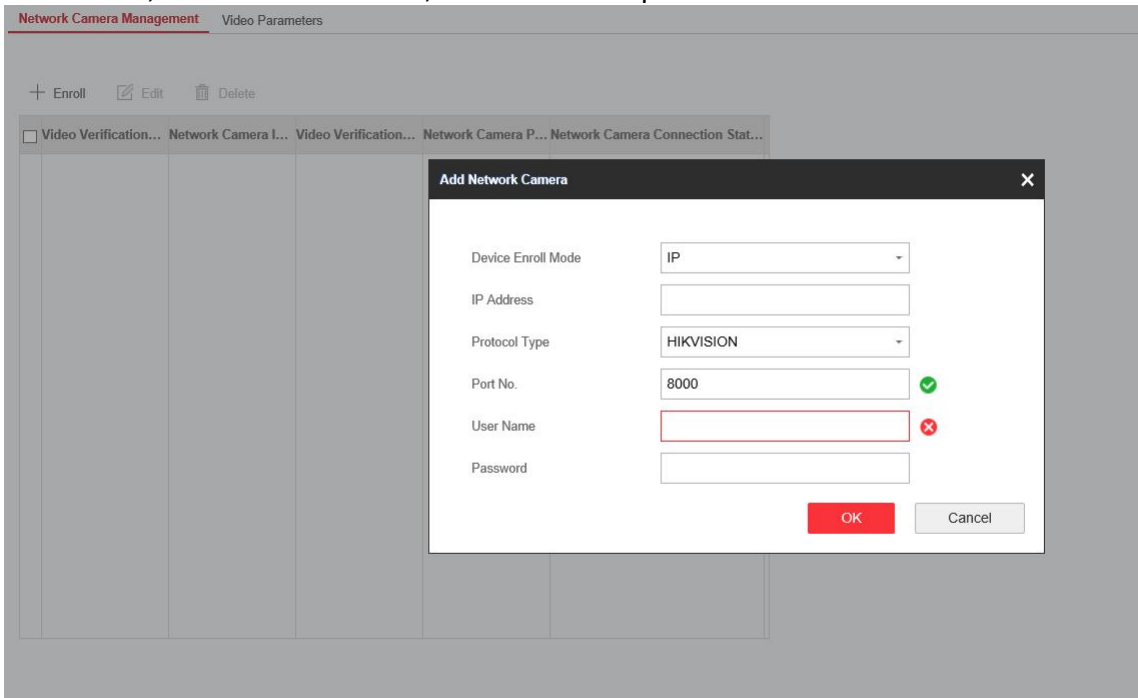 Network Camera Management Video Parameters
Enroll Edit Delete
Video Verification... Network Camera I... Video Verification... Network Camera P... Network Camera Connection Stat...
Add Network Camera
Device Enroll Mode IP
IP Address
Protocol Type HIKVISION
Port No. 8000
User Name
Password
OK Cancel